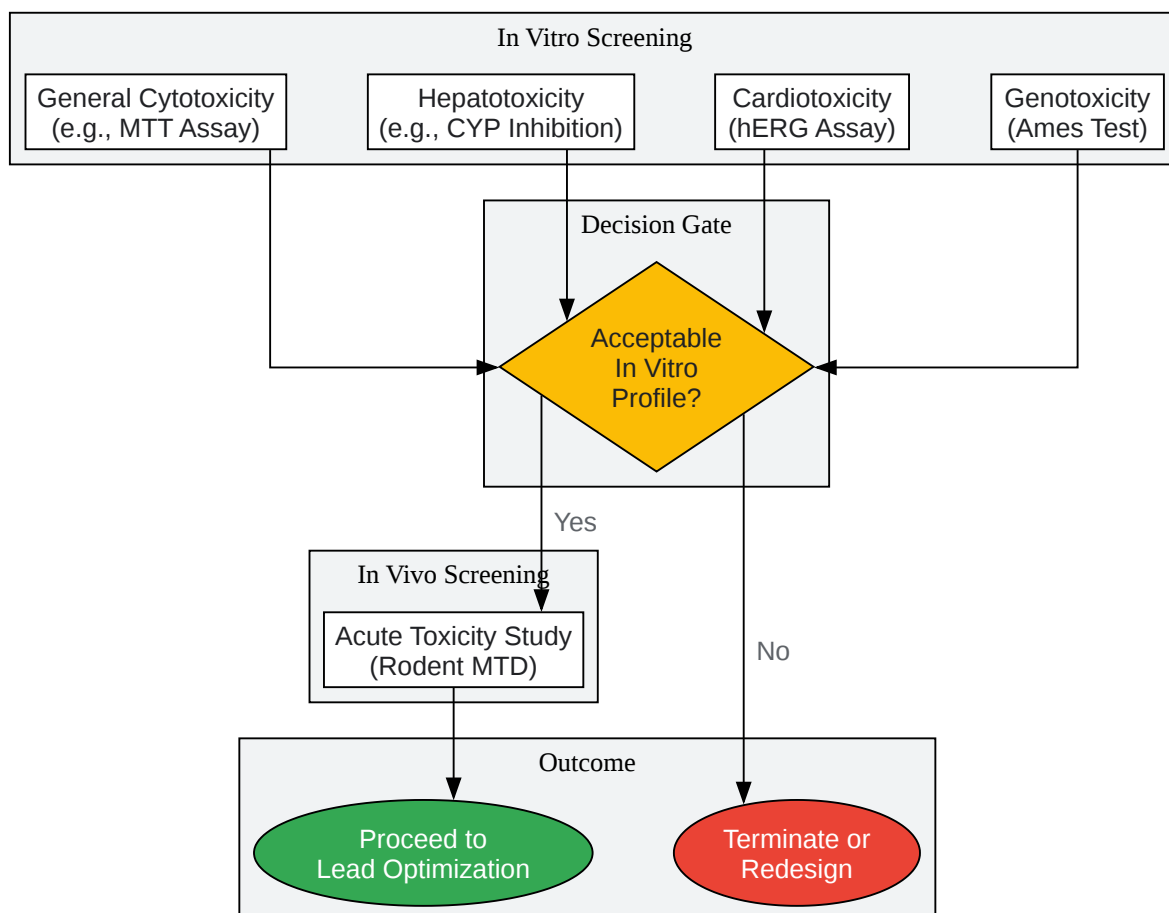 In Vitro Screening
General Cytotoxicity
(e.g., MTT Assay)
Hepatotoxicity
(e.g., CYP Inhibition)
Cardiotoxicity
(hERG Assay)
Genotoxicity
(Ames Test)
Decision Gate
Acceptable
In Vitro
Profile?
Yes
No
In Vivo Screening
Acute Toxicity Study
(Rodent MTD)
Outcome
Proceed to
Lead Optimization
Terminate or
Redesign